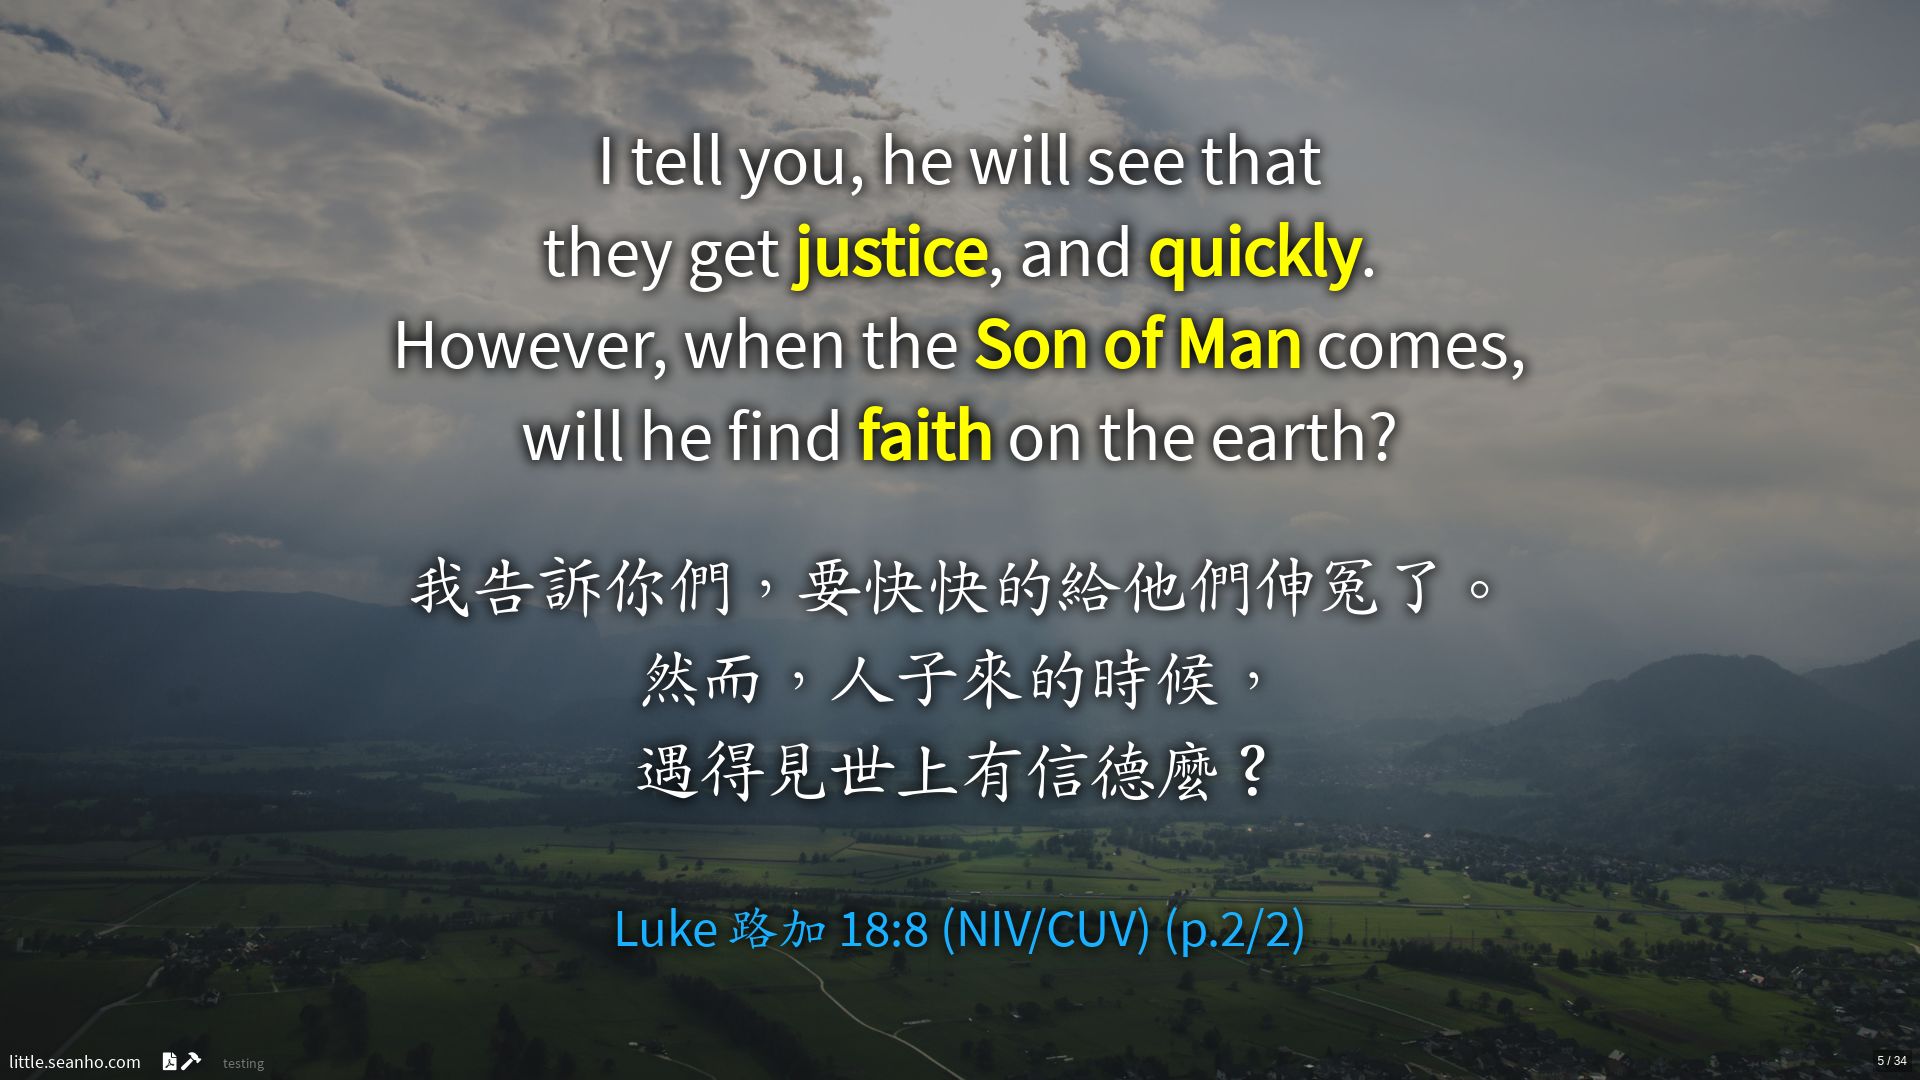 I tell you, he will see that
they get justice, and quickly.
However, when the Son of Man comes,
will he find faith on the earth?
我告訴你們，要快快的給他們伸冤了。
然而，人子來的時候，
遇得見世上有信德麼？
Luke 路加 18:8 (NIV/CUV) (p.2/2)
little.seanho.com
testing
5 / 34